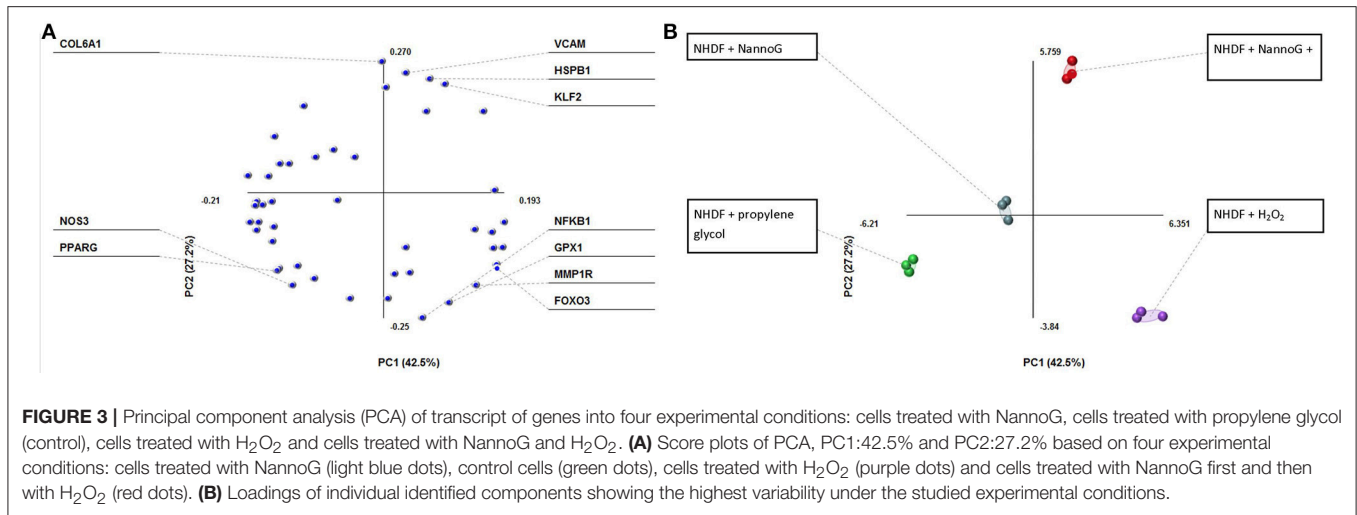 A
COL6A1
0.270
VCAM
HSPB1
KLF2
-0.21
0.193
NOS3
PPARG
PC2 (27.2%)
NFKB1
GPX1
MMP1R
FOXO3
-0.25
PC1 (42.5%)
B
NHDF + NannoG
5.759
NHDF + NannoG +
-6.21
6.351
NHDF + propylene
glycol
NHDF + H₂O₂
PC2 (27.2%)
-3.84
PC1 (42.5%)
FIGURE 3 | Principal component analysis (PCA) of transcript of genes into four experimental conditions: cells treated with NannoG, cells treated with propylene glycol
(control), cells treated with H₂O₂ and cells treated with NannoG and H₂O₂. (A) Score plots of PCA, PC1:42.5% and PC2:27.2% based on four experimental
conditions: cells treated with NannoG (light blue dots), control cells (green dots), cells treated with H₂O₂ (purple dots) and cells treated with NannoG first and then
with H₂O₂ (red dots). (B) Loadings of individual identified components showing the highest variability under the studied experimental conditions.